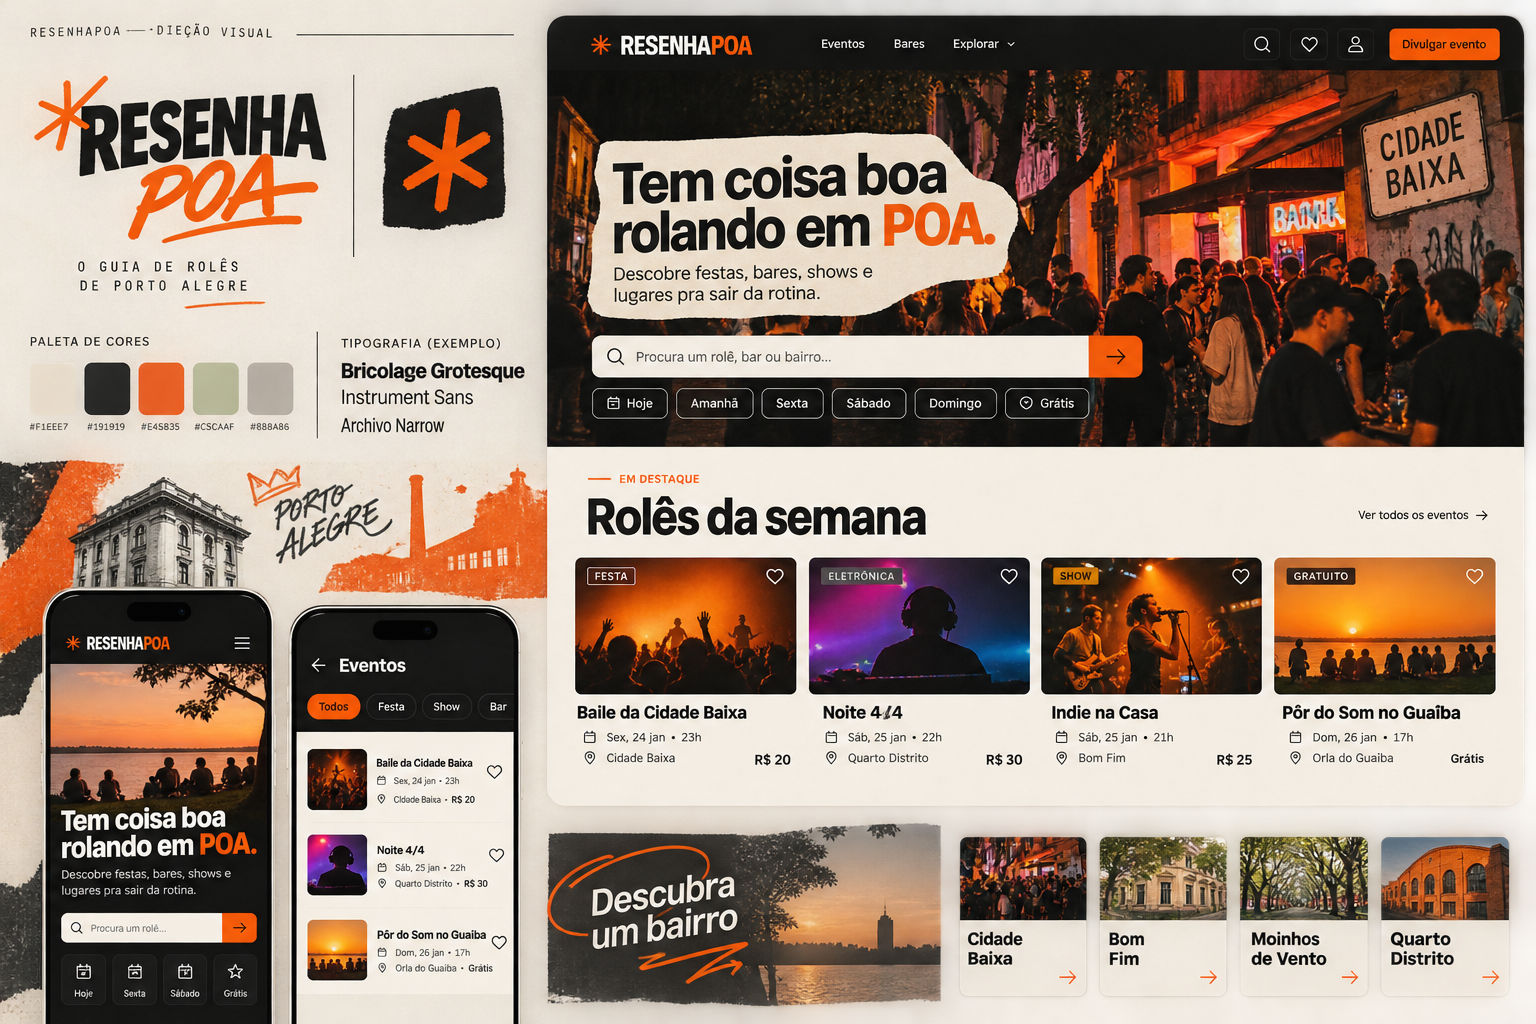 RESENHAPOA — · DIEÇÃO VISUAL
RESENHA
POA
O GUIA DE ROLÊS
DE PORTO ALEGRE
PALETA DE CORES
#F1EEE7 #191919 #E45835 #C5CAAF #888A86
TIPOGRAFIA (EXEMPLO)
Bricolage Grotesque
Instrument Sans
Archivo Narrow
PORTO
ALEGRE
RESENHAPOA
Tem coisa boa
rolando em POA.
Descobre festas, bares, shows e
lugares pra sair da rotina.
Procura um rolê...
Hoje Sexta Sábado Grátis
Eventos
Todos Festa Show Bar
Baile da Cidade Baixa
Sex, 24 jan • 23h
Cidade Baixa • R$ 20
Noite 4/4
Sáb, 25 jan • 22h
Quarto Distrito • R$ 30
Pôr do Som no Guaiba
Dom, 26 jan • 17h
Orla do Guaiba • Grátis
RESENHAPOA Eventos Bares Explorar Divulgar evento
CIDADE
BAIXA
Tem coisa boa
rolando em POA.
Descobre festas, bares, shows e
lugares pra sair da rotina.
Procura um rolê, bar ou bairro...
Hoje Amanhã Sexta Sábado Domingo Grátis
EM DESTAQUE
Rolês da semana
Ver todos os eventos
FESTA
Baile da Cidade Baixa
Sex, 24 jan • 23h
Cidade Baixa R$ 20
ELETRÔNICA
Noite 4/4
Sáb, 25 jan • 22h
Quarto Distrito R$ 30
SHOW
Indie na Casa
Sáb, 25 jan • 21h
Bom Fim R$ 25
GRATUITO
Pôr do Som no Guaíba
Dom, 26 jan • 17h
Orla do Guaiba Grátis
Descubra
um bairro
Cidade
Baixa
Bom
Fim
Moinhos
de Vento
Quarto
Distrito